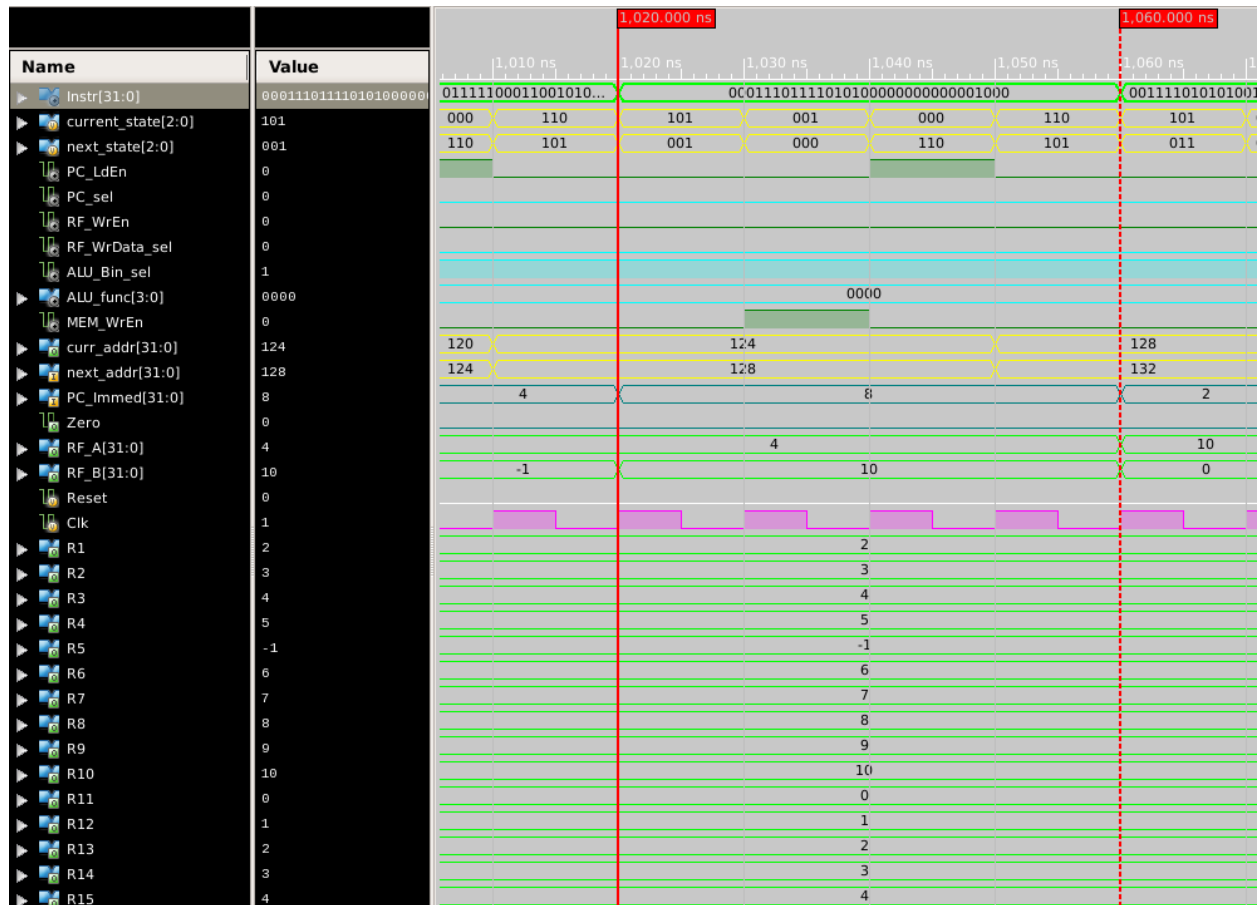 1,020.000 ns 1,060.000 ns
Name Value 1,010 ns 1,020 ns 1,030 ns 1,040 ns 1,050 ns 1,060 ns
Instr[31:0] 00011101111010100000 01111100011001010... 00011101111010100000000000001000
current_state[2:0] 101 000 110 101 001 000 110 101
next_state[2:0] 001 110 101 001 000 110 101 011
PC_LdEn 0
PC_sel 0
RF_WrEn 0
RF_WrData_sel 0
ALU_Bin_sel 1
ALU_func[3:0] 0000 0000
MEM_WrEn 0
curr_addr[31:0] 124 120 124 128
next_addr[31:0] 128 124 128 132
PC_Immed[31:0] 8 4 8 2
Zero 0
RF_A[31:0] 4 4 10
RF_B[31:0] 10 -1 10 0
Reset 0
Clk 1
R1 2 2
R2 3 3
R3 4 4
R4 5 5
R5 -1 -1
R6 6 6
R7 7 7
R8 8 8
R9 9 9
R10 10 10
R11 0 0
R12 1 1
R13 2 2
R14 3 3
R15 4 4